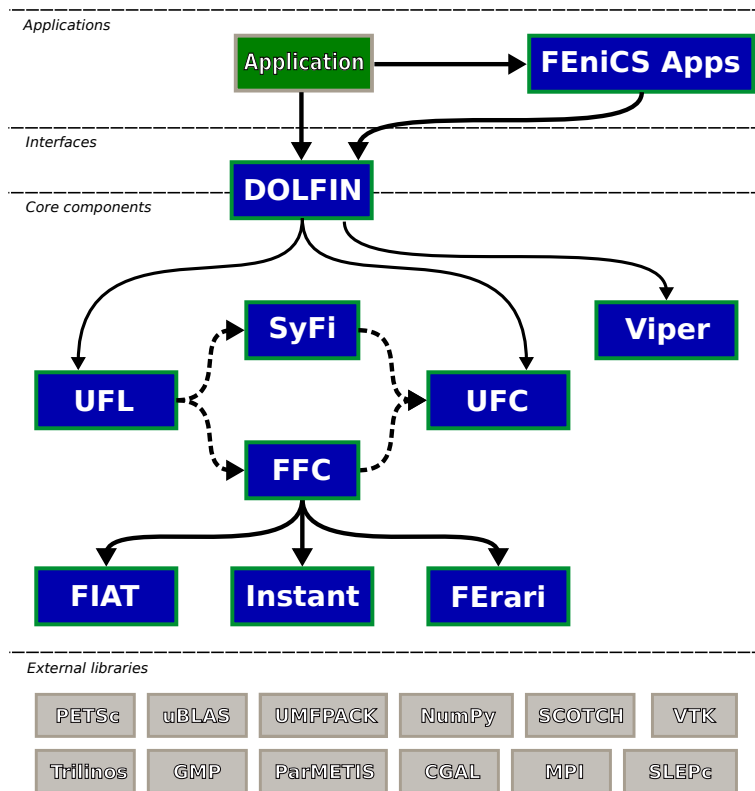 Applications
Application
FEniCS Apps
Interfaces
DOLFIN
Core components
SyFi
Viper
UFL
UFC
FFC
FIAT
Instant
FErari
External libraries
PETSc
uBLAS
UMFPACK
NumPy
SCOTCH
VTK
Trilinos
GMP
ParMETIS
CGAL
MPI
SLEPc